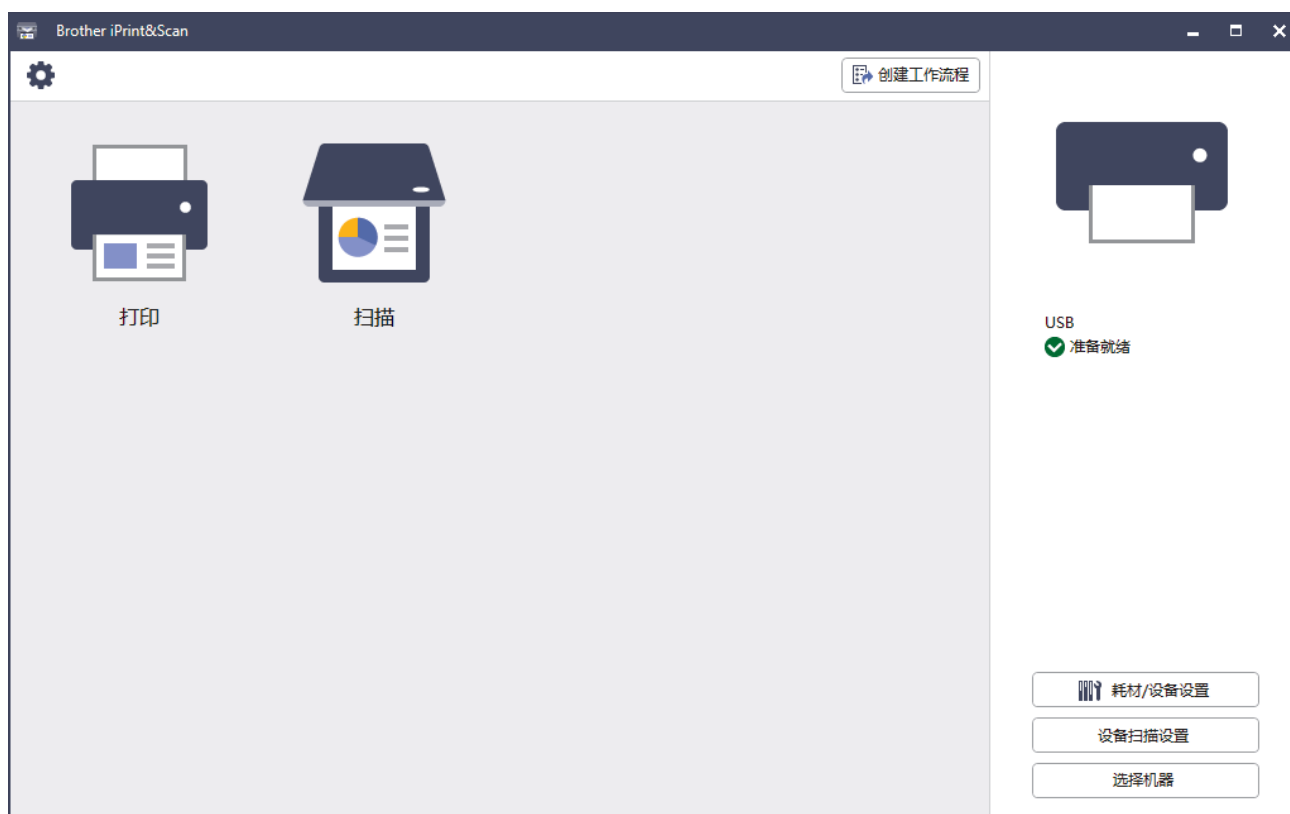 Brother iPrint&Scan
创建工作流程
打印
扫描
USB
准备就绪
耗材/设备设置
设备扫描设置
选择机器